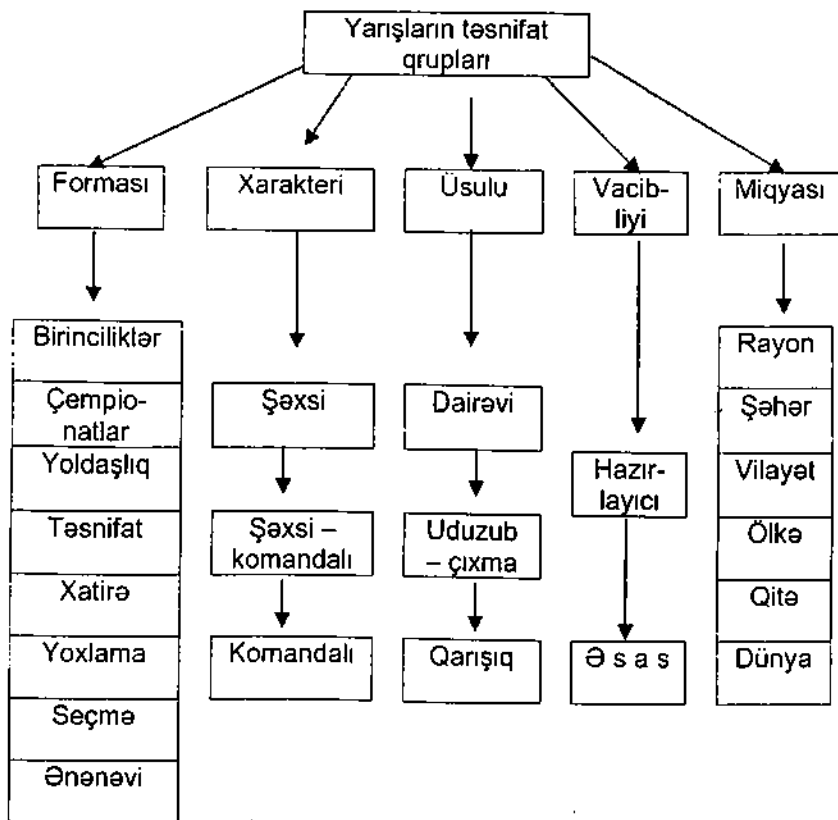 Yarışların təsnifat
qrupları
Forması
Xarakteri
Üsulu
Vacib-
liyi
Miqyası
Birinciliktər
Çempio-
natlar
Yoldaşlıq
Təsnifat
Xatirə
Yoxlama
Seçmə
Ənənəvi
Şəxsi
Şəxsi –
komandalı
Komandalı
Dairəvi
Uduzub
– çıxma
Qarışıq
Hazır-
layıcı
Ə s a s
Rayon
Şəhər
Vilayət
Ölkə
Qitə
Dünya